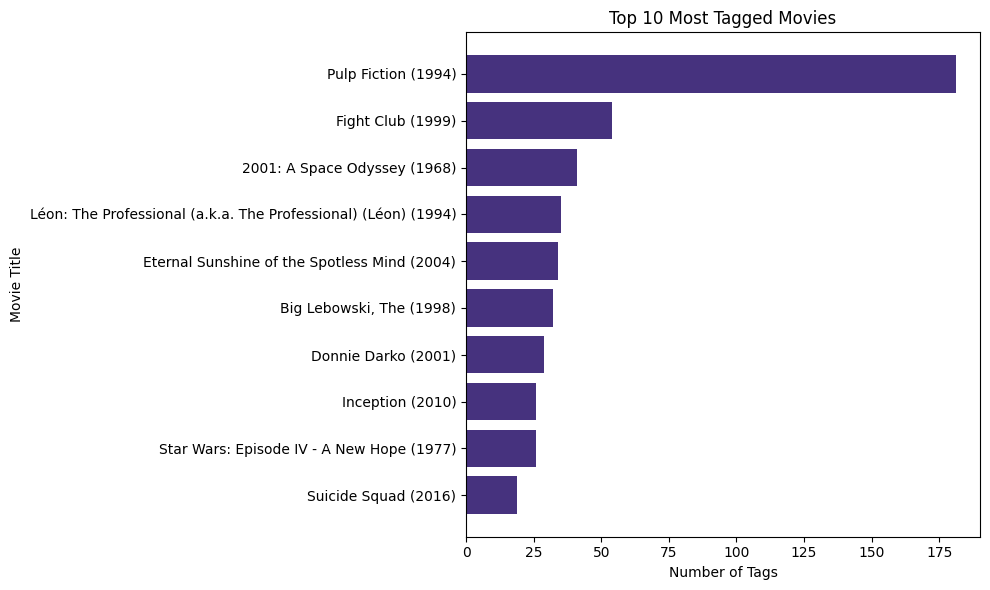 Top 10 Most Tagged Movies
Movie Title
Pulp Fiction (1994)
Fight Club (1999)
2001: A Space Odyssey (1968)
Léon: The Professional (a.k.a. The Professional) (Léon) (1994)
Eternal Sunshine of the Spotless Mind (2004)
Big Lebowski, The (1998)
Donnie Darko (2001)
Inception (2010)
Star Wars: Episode IV - A New Hope (1977)
Suicide Squad (2016)
0 25 50 75 100 125 150 175
Number of Tags